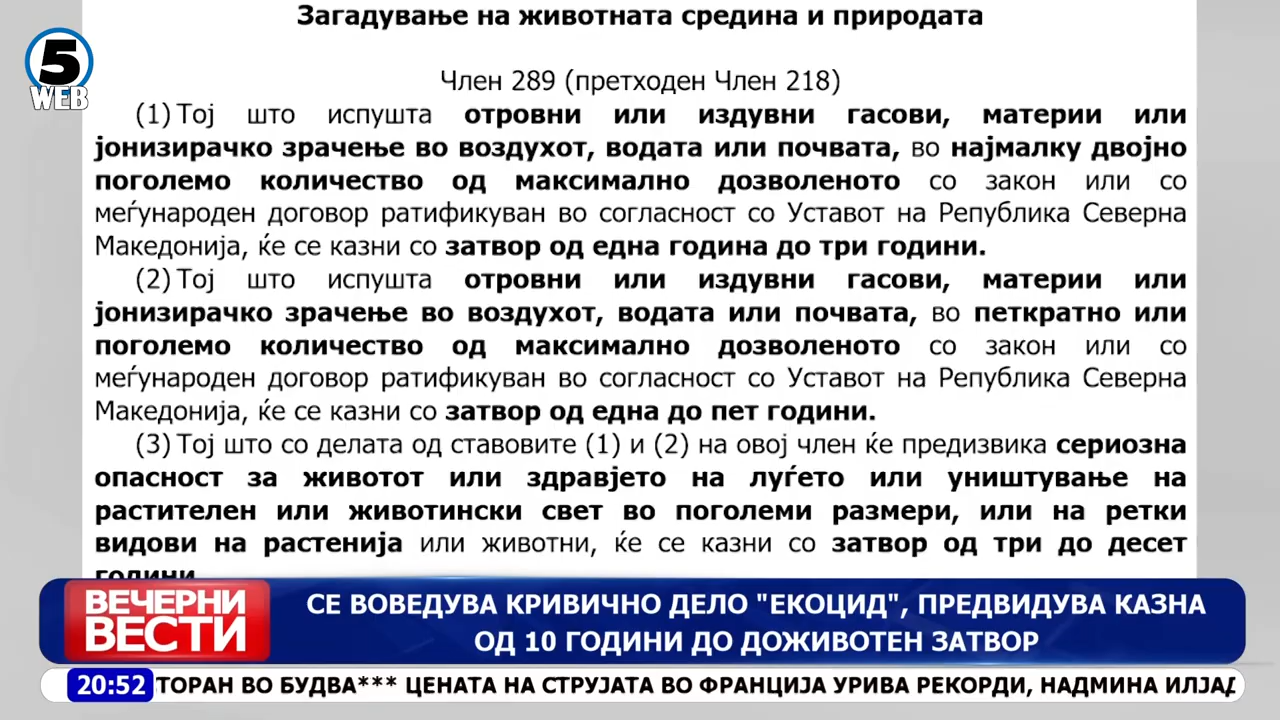 Загадување на животната средина и природата
Член 289 (претходен Член 218)
(1) Тој што испушта отровни или издувни гасови, материи или
јонизирачко зрачење во воздухот, водата или почвата, во најмалку двојно
поголемо количество од максимално дозволеното со закон или со
меѓународен договор ратификуван во согласност со Уставот на Република Северна
Македонија, ќе се казни со затвор од една година до три години.
(2) Тој што испушта отровни или издувни гасови, материи или
јонизирачко зрачење во воздухот, водата или почвата, во петкратно или
поголемо количество од максимално дозволеното со закон или со
меѓународен договор ратификуван во согласност со Уставот на Република Северна
Македонија, ќе се казни со затвор од една до пет години.
(3) Тој што со делата од ставовите (1) и (2) на овој член ќе предизвика сериозна
опасност за животот или здравјето на луѓето или уништување на
растителен или животински свет во поголеми размери, или на ретки
видови на растенија или животни, ќе се казни со затвор од три до десет
години
5
WEB
ВЕЧЕРНИ
ВЕСТИ
СЕ ВОВЕДУВА КРИВИЧНО ДЕЛО "ЕКОЦИД", ПРЕДВИДУВА КАЗНА
ОД 10 ГОДИНИ ДО ДОЖИВОТЕН ЗАТВОР
20:52 СТОРАН ВО БУДВА*** ЦЕНАТА НА СТРУЈАТА ВО ФРАНЦИЈА УРИВА РЕКОРДИ, НАДМИНА ИЛЈАД